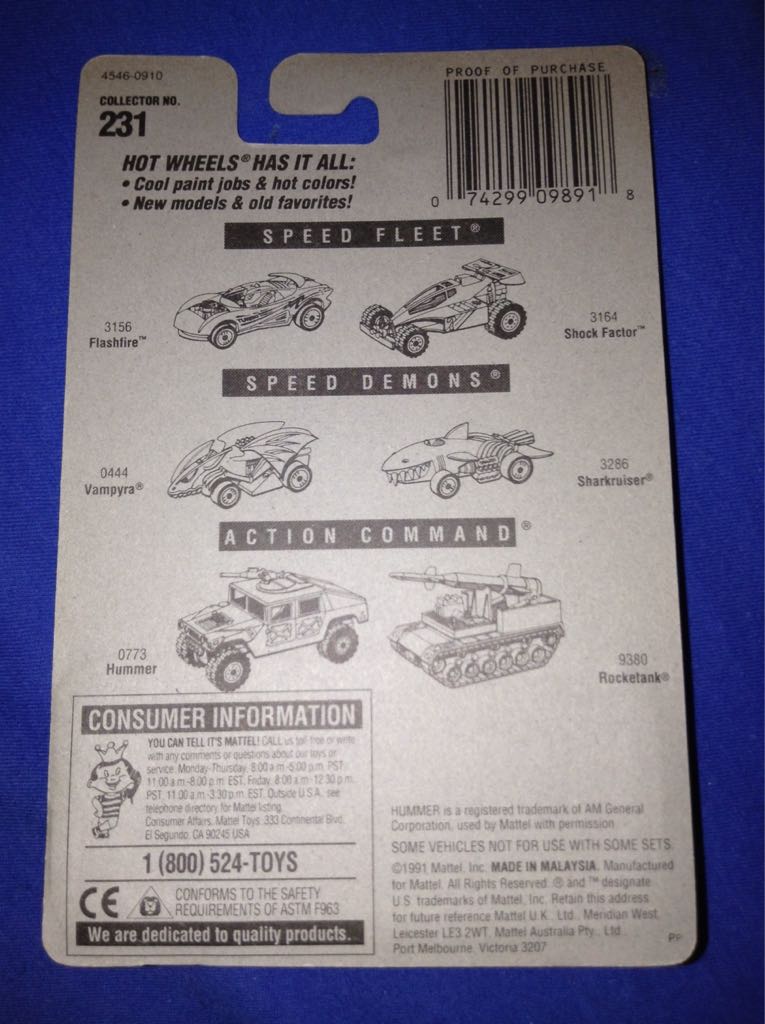 4546-0910
COLLECTOR NO.
231
PROOF OF PURCHASE
0 74299 09891 8
HOT WHEELS® HAS IT ALL:
• Cool paint jobs & hot colors!
• New models & old favorites!
SPEED FLEET®
3156
Flashfire™
3164
Shock Factor™
SPEED DEMONS®
0444
Vampyra®
3286
Sharkruiser®
ACTION COMMAND®
0773
Hummer
9380
Rocketank®
CONSUMER INFORMATION
YOU CAN TELL IT'S MATTEL! CALL us toll free or write
with any comments or questions about our toys or
service. Monday-Thursday, 8:00 a.m-5:00 p.m. PST
11:00 a.m.-8:00 p.m. EST, Friday, 8:00 a.m-12:30 p.m.
PST, 11:00 a.m.-3:30 p.m. EST. Outside U.S.A. see
telephone directory for Mattel listing.
Consumer Affairs, Mattel Toys, 333 Continental Blvd.
El Segundo, CA 90245 USA
1 (800) 524-TOYS
CE
CONFORMS TO THE SAFETY
REQUIREMENTS OF ASTM F963
We are dedicated to quality products.
HUMMER is a registered trademark of AM General
Corporation, used by Mattel with permission.
SOME VEHICLES NOT FOR USE WITH SOME SETS.
©1991 Mattel, Inc. MADE IN MALAYSIA. Manufactured
for Mattel. All Rights Reserved. ® and ™ designate
U.S. trademarks of Mattel, Inc. Retain this address
for future reference Mattel U.K., Ltd., Meridian West,
Leicester LE3 2WT. Mattel Australia Pty., Ltd.,
Port Melbourne, Victoria 3207
PP